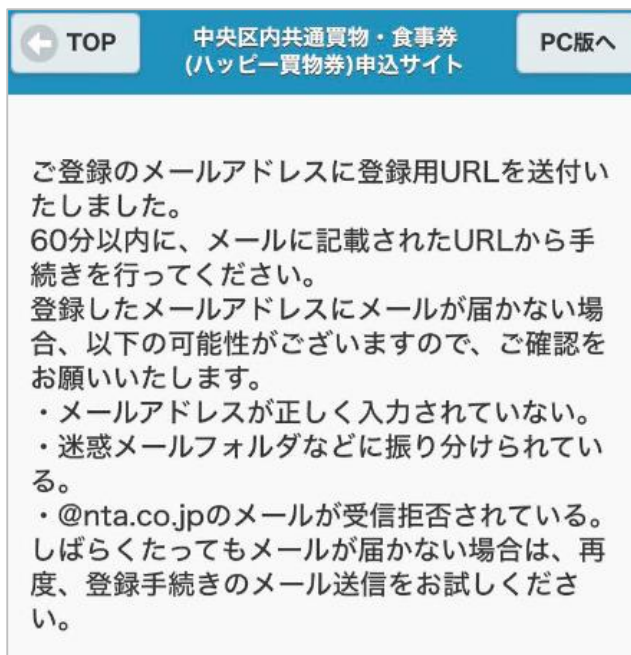 TOP
中央区内共通買物・食事券
(ハッピー買物券)申込サイト
PC版へ
ご登録のメールアドレスに登録用URLを送付い
たしました。
60分以内に、メールに記載されたURLから手
続きを行ってください。
登録したメールアドレスにメールが届かない場
合、以下の可能性がございますので、ご確認を
お願いいたします。
・メールアドレスが正しく入力されていない。
・迷惑メールフォルダなどに振り分けられてい
る。
・@nta.co.jpのメールが受信拒否されている。
しばらくたってもメールが届かない場合は、再
度、登録手続きのメール送信をお試しくださ
い。